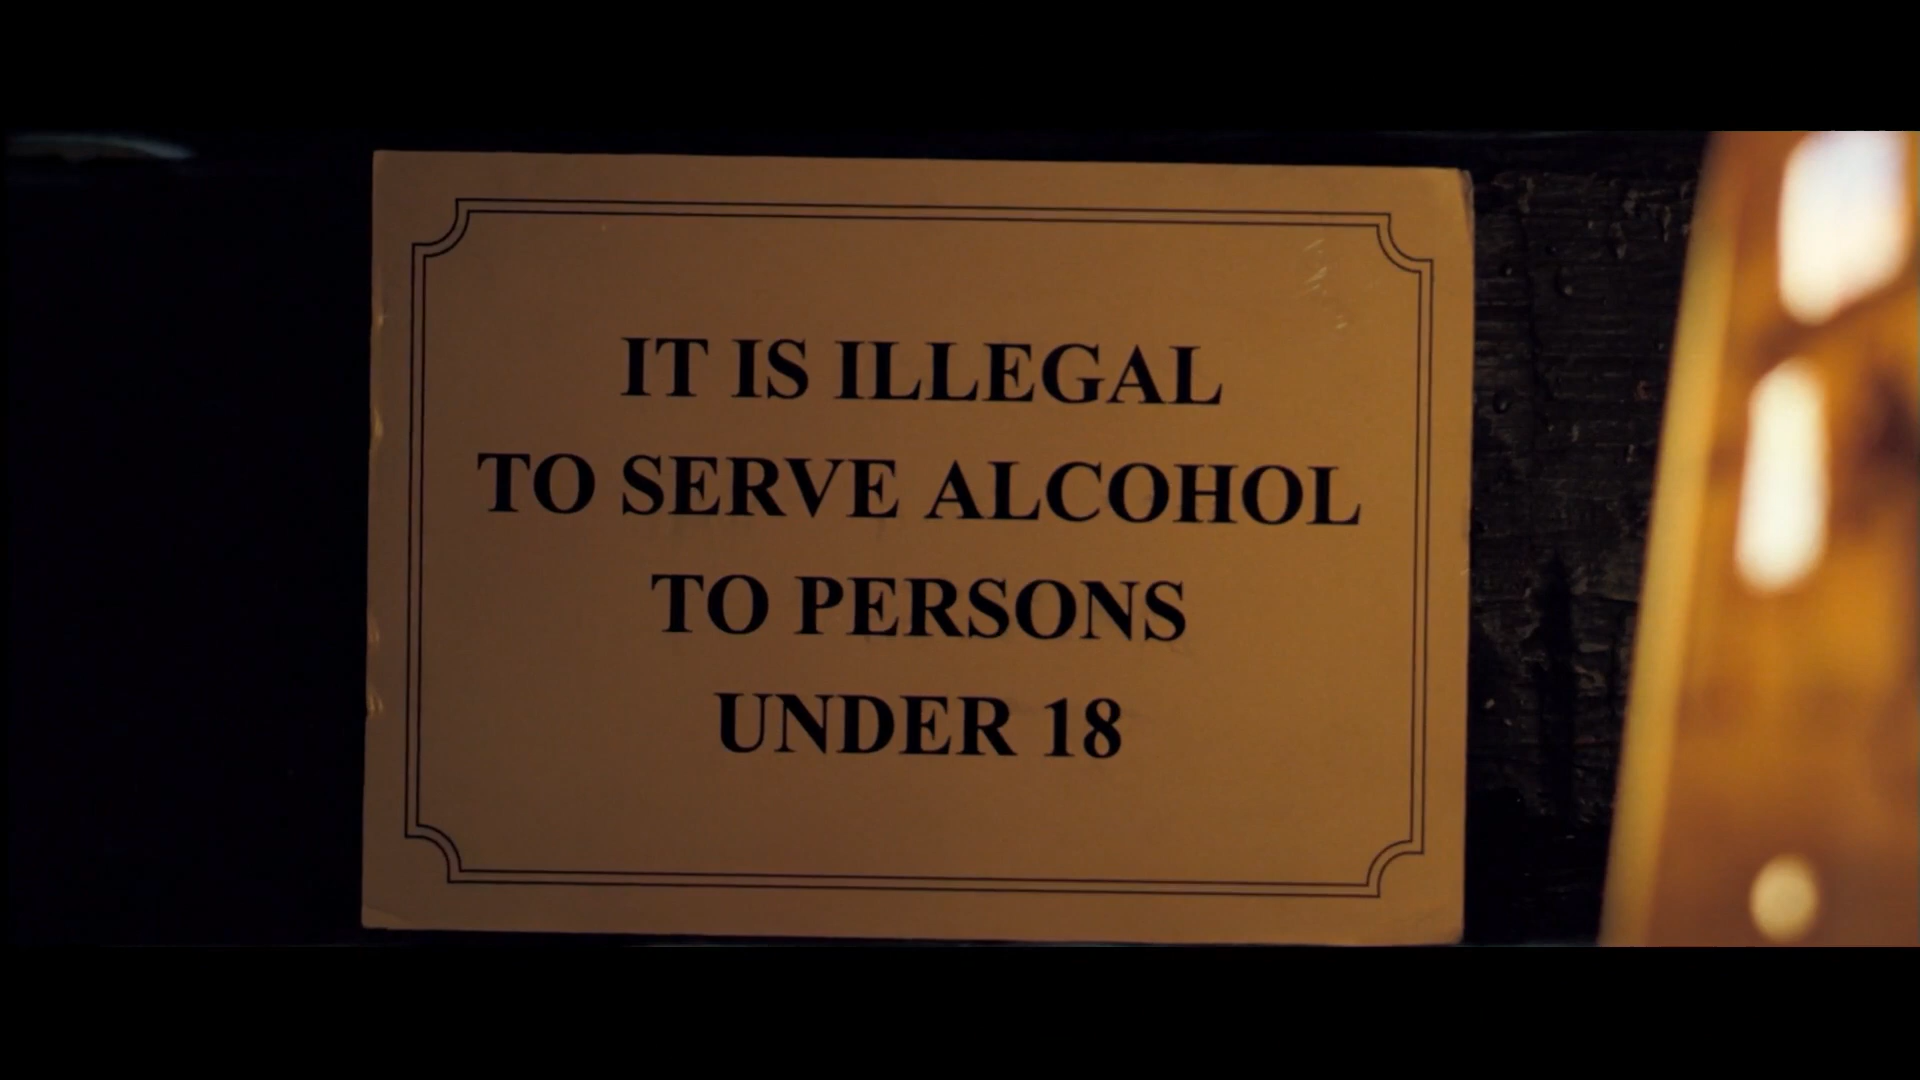 IT IS ILLEGAL
TO SERVE ALCOHOL
TO PERSONS
UNDER 18